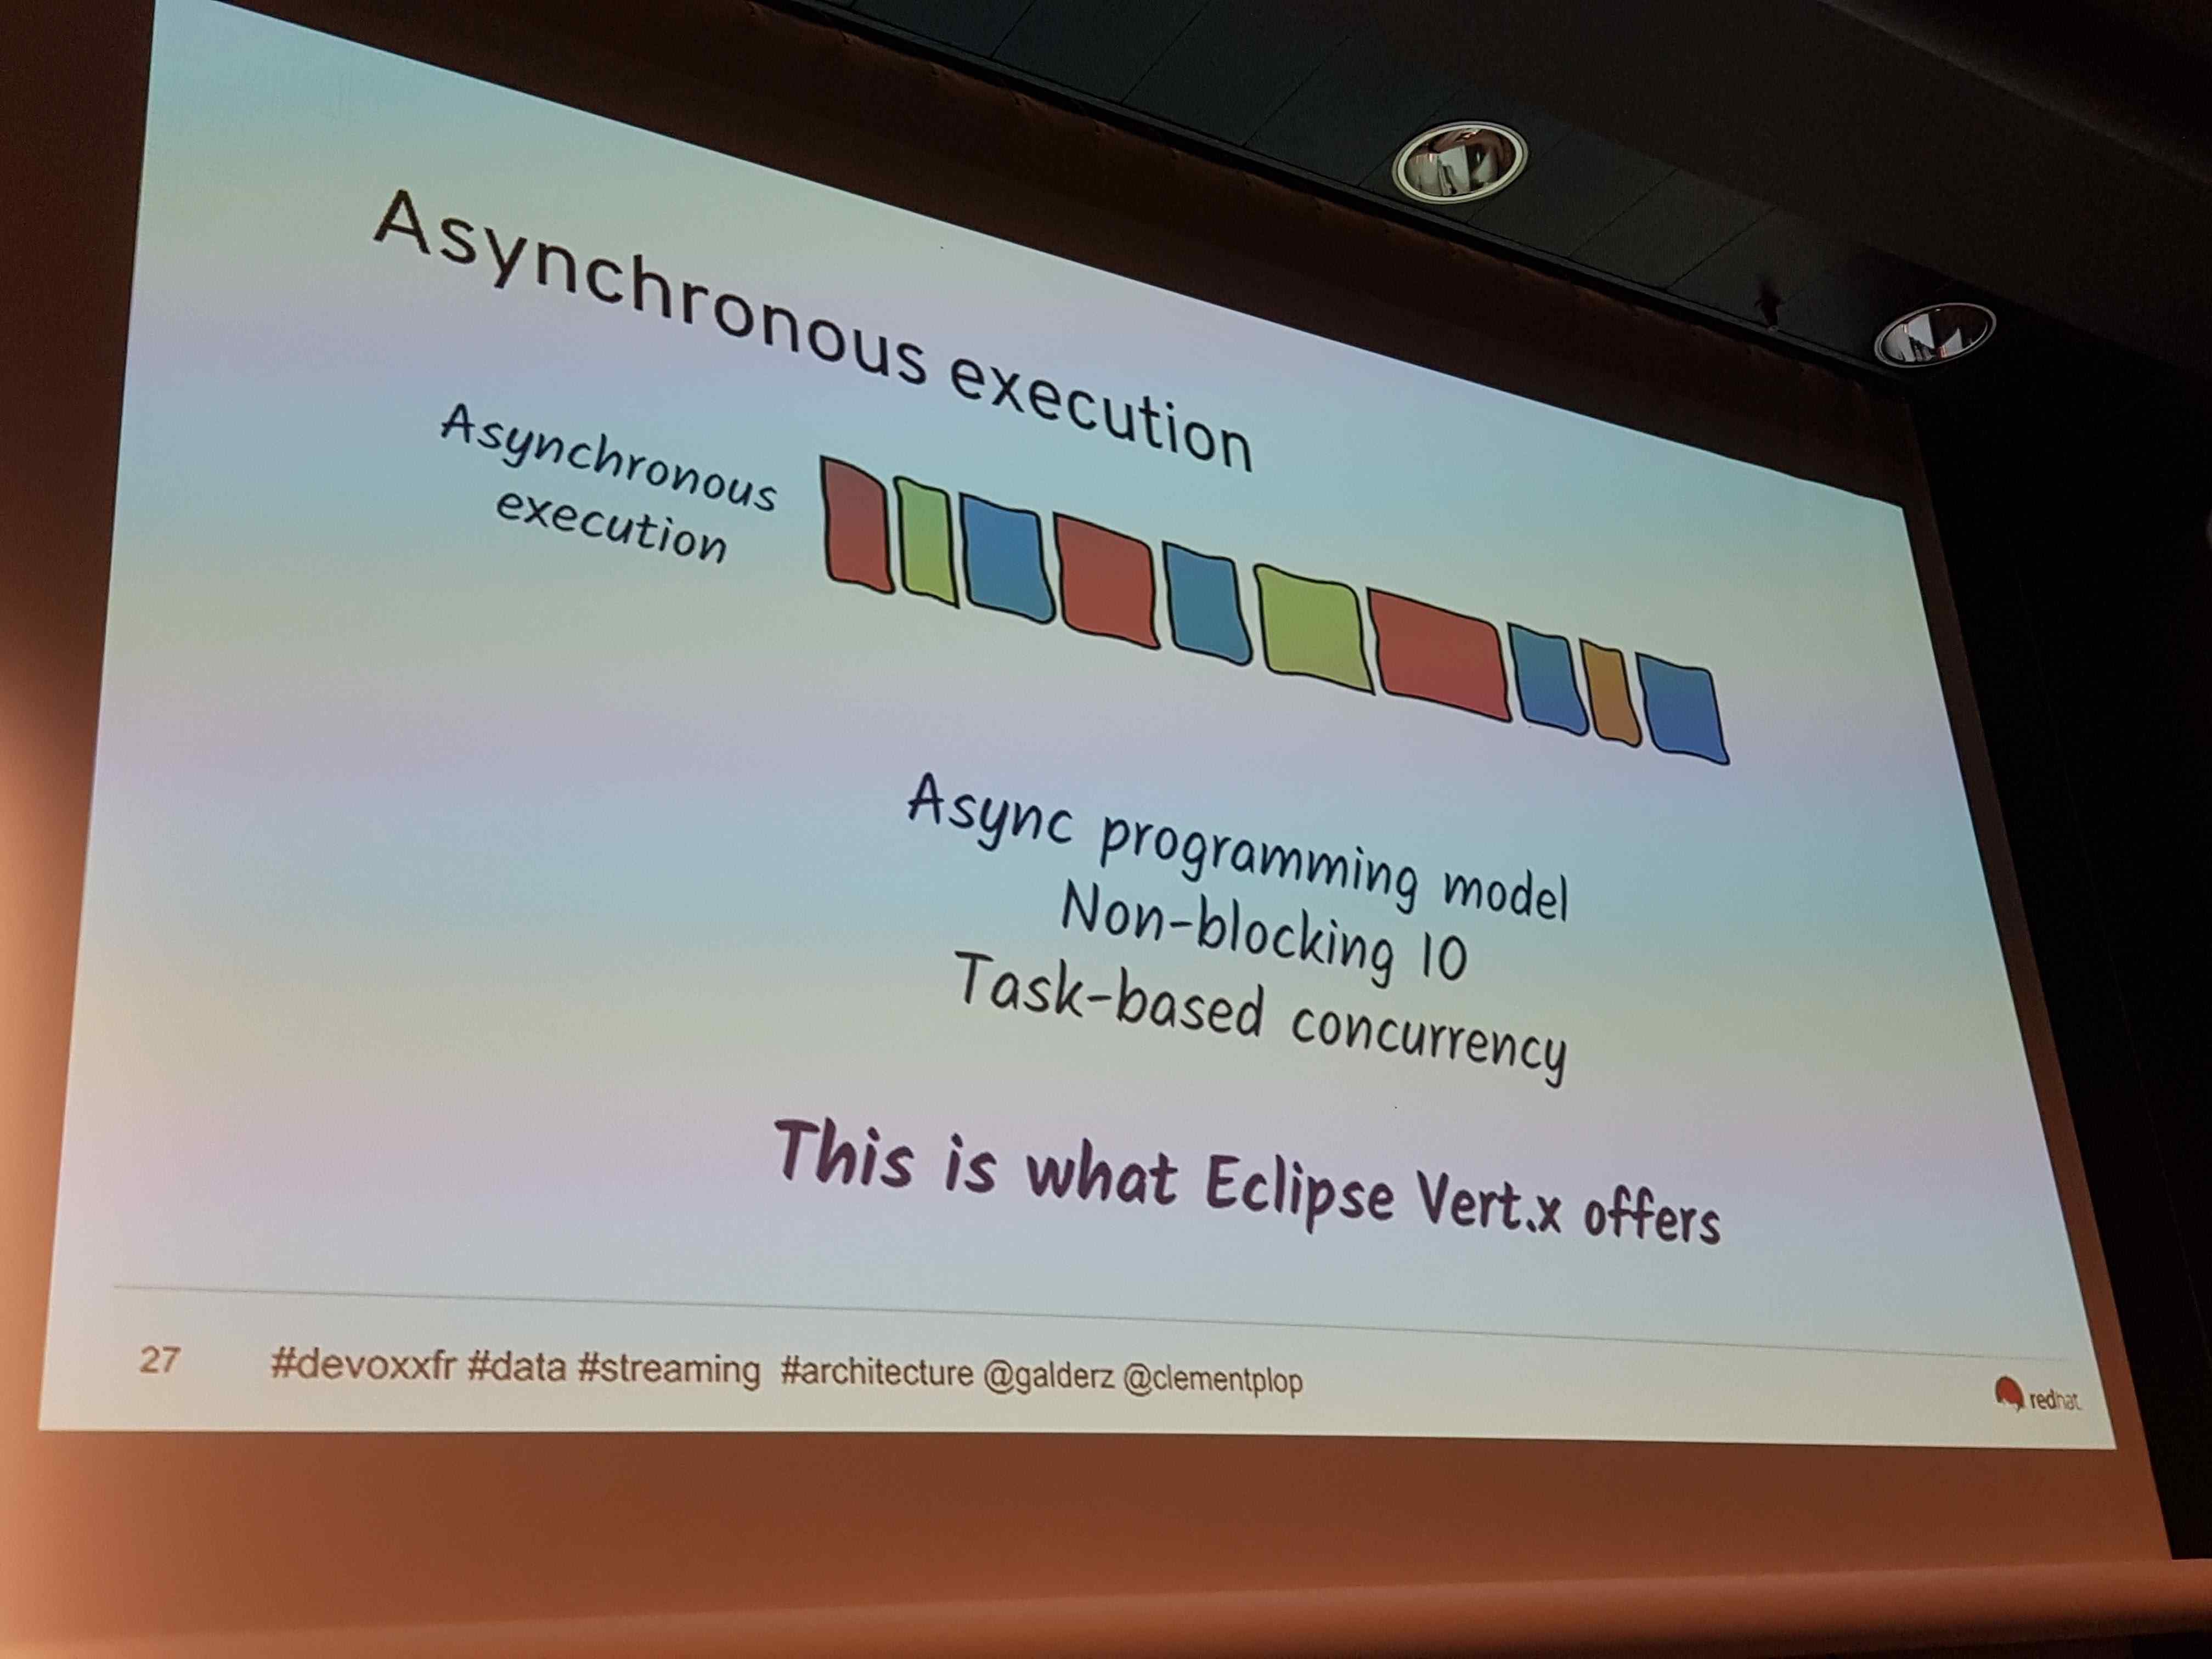 Asynchronous execution
Asynchronous
execution
Async programming model
Non-blocking IO
Task-based concurrency
This is what Eclipse Vert.x offers
27 #devoxxfr #data #streaming #architecture @galderz @clementplop
redhat.